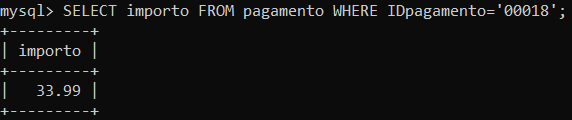 mysql> SELECT importo FROM pagamento WHERE IDpagamento='00018';
+---------+
| importo |
+---------+
|   33.99 |
+---------+